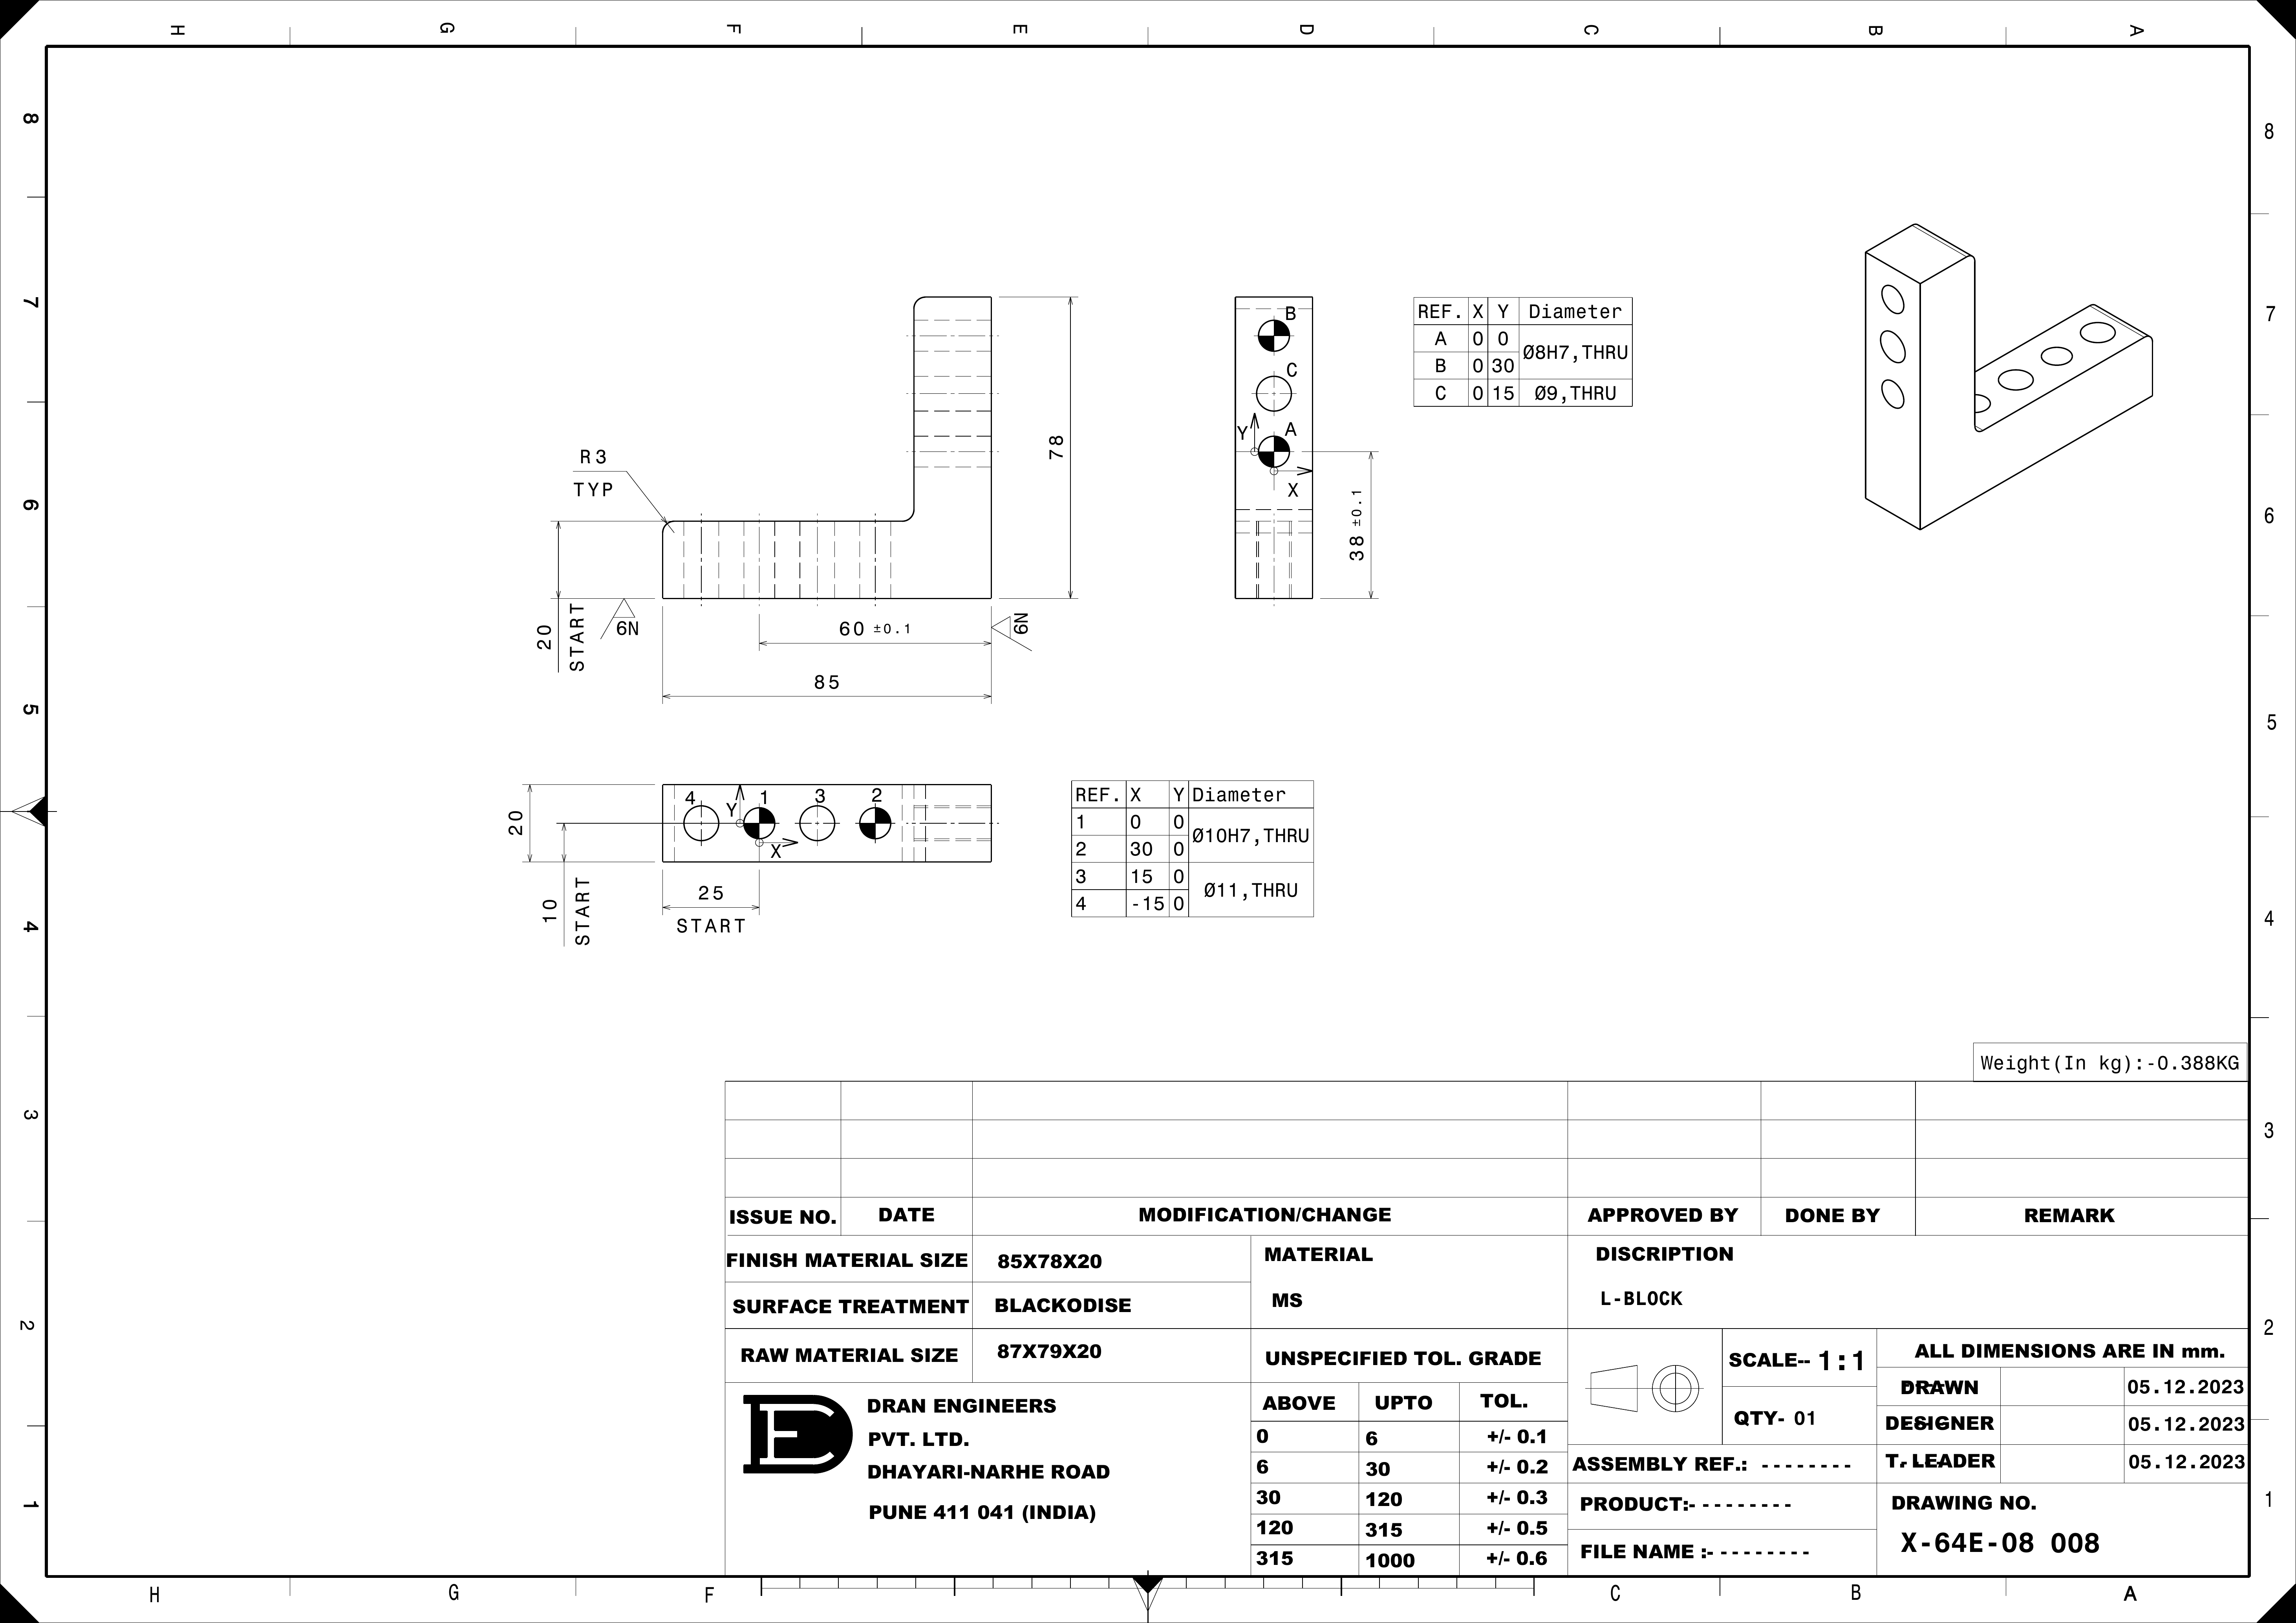 H G F E D C B A
8 8
7 7
6 6
5 5
4 4
3 3
2 2
1 1
R3
TYP
78
20
START
6N
60 ±0.1
6N
85
B
C
Y
A
X
38 ±0.1
REF. X Y Diameter
A 0 0 Ø8H7,THRU
B 0 30
C 0 15 Ø9,THRU
20
10
START
4 Y 1 3 2
X
25
START
REF. X Y Diameter
1 0 0 Ø10H7,THRU
2 30 0
3 15 0 Ø11,THRU
4 -15 0
Weight(In kg):-0.388KG
ISSUE NO. DATE MODIFICATION/CHANGE APPROVED BY DONE BY REMARK
FINISH MATERIAL SIZE 85X78X20
SURFACE TREATMENT BLACKODISE
RAW MATERIAL SIZE 87X79X20
MATERIAL
MS
DISCRIPTION
L-BLOCK
DRAN ENGINEERS
PVT. LTD.
DHAYARI-NARHE ROAD
PUNE 411 041 (INDIA)
UNSPECIFIED TOL. GRADE
ABOVE UPTO TOL.
0 6 +/- 0.1
6 30 +/- 0.2
30 120 +/- 0.3
120 315 +/- 0.5
315 1000 +/- 0.6
SCALE-- 1:1
QTY- 01
ASSEMBLY REF.: --------
PRODUCT:---------
FILE NAME :---------
ALL DIMENSIONS ARE IN mm.
DRAWN 05.12.2023
DESIGNER 05.12.2023
T. LEADER 05.12.2023
DRAWING NO.
X-64E-08 008
H G F C B A